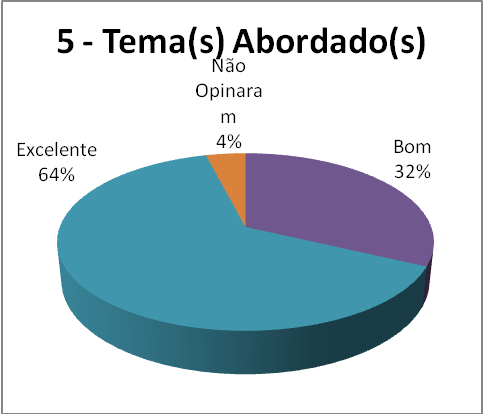 5 - Tema(s) Abordado(s)
Não
Opinara
m
4%
Bom
32%
Excelente
64%